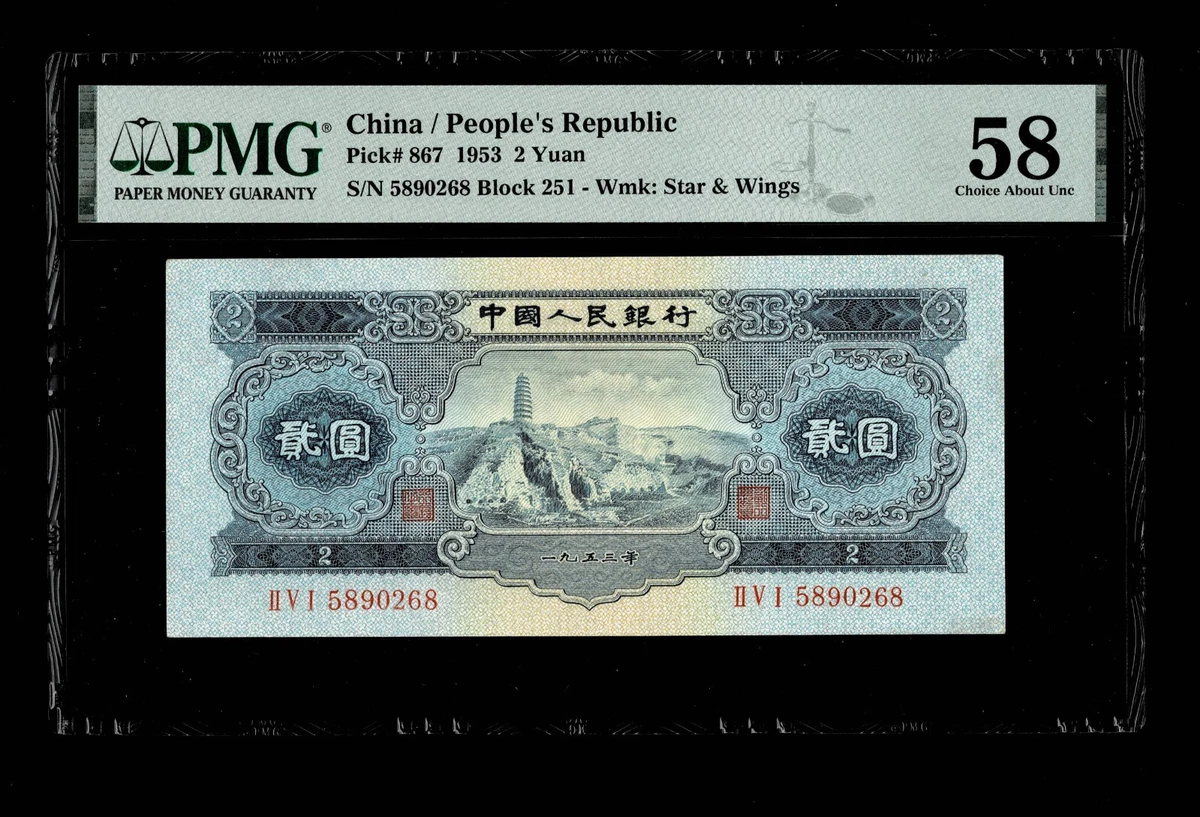 PMG®
PAPER MONEY GUARANTY
China / People's Republic
Pick# 867 1953 2 Yuan
S/N 5890268 Block 251 - Wmk: Star & Wings
58
Choice About Unc
2
中國人民銀行
2
貳圓
貳圓
2
一九五三年
2
ⅡⅤⅠ 5890268
ⅡⅤⅠ 5890268